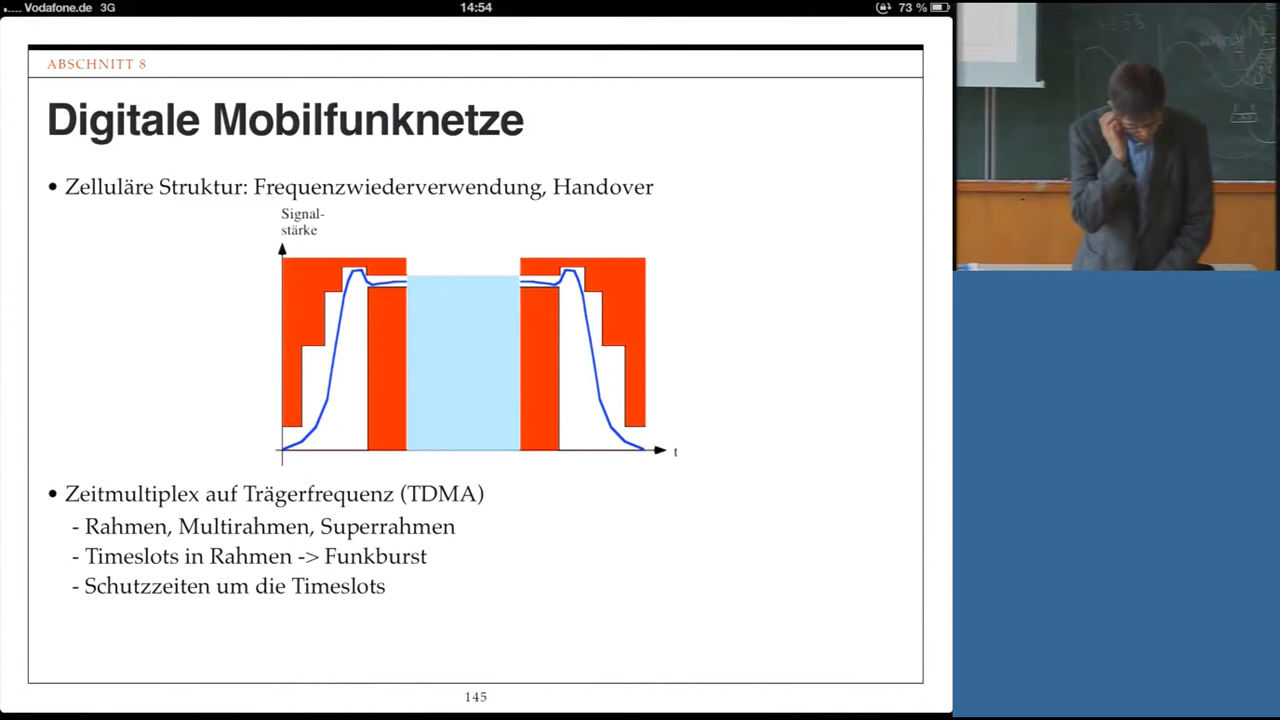 Vodafone.de 3G 14:54 73 %
ABSCHNITT 8
Digitale Mobilfunknetze
• Zelluläre Struktur: Frequenzwiederverwendung, Handover
Signal-
stärke
t
• Zeitmultiplex auf Trägerfrequenz (TDMA)
- Rahmen, Multirahmen, Superrahmen
- Timeslots in Rahmen -> Funkburst
- Schutzzeiten um die Timeslots
145